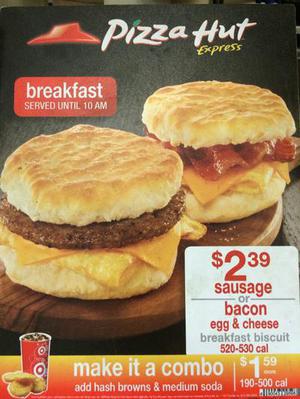 Pizza Hut
Express
breakfast
SERVED UNTIL 10 AM
$2.39
sausage
or
bacon
egg & cheese
breakfast biscuit
520-530 cal
make it a combo
add hash browns & medium soda
$1.59
more
190-500 cal